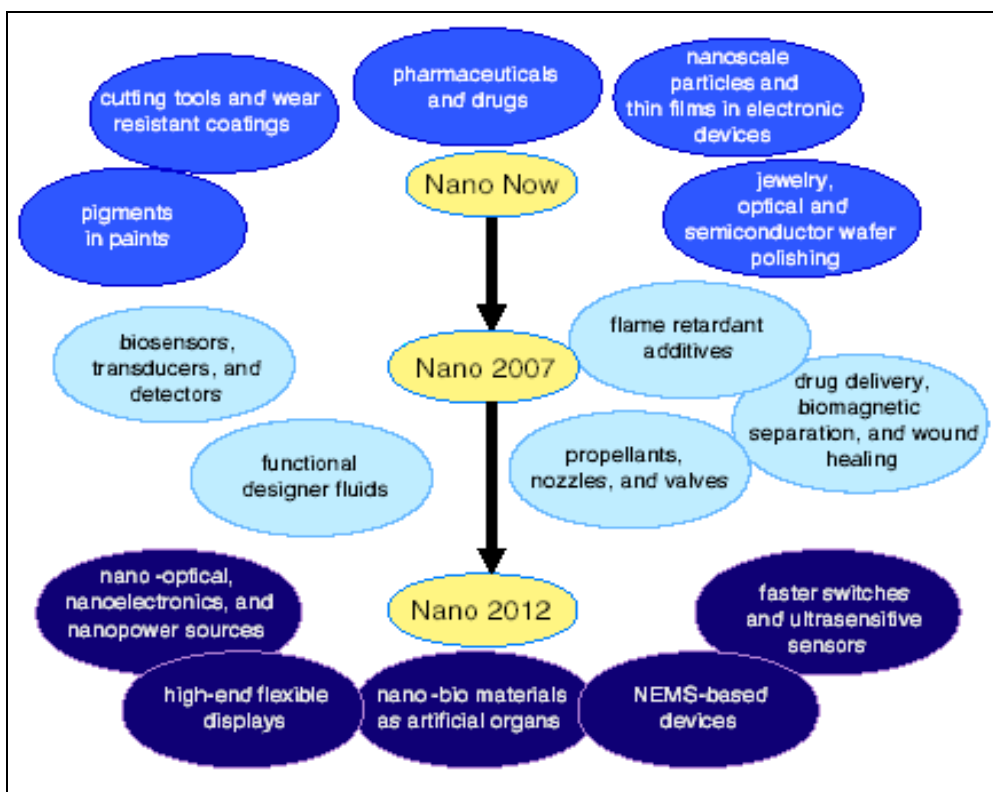 cutting tools and wear
resistant coatings
pharmaceuticals
and drugs
nanoscale
particles and
thin films in electronic
devices
Nano Now
pigments
in paints
jewelry,
optical and
semiconductor wafer
polishing
biosensors,
transducers, and
detectors
Nano 2007
flame retardant
additives
drug delivery,
biomagnetic
separation, and wound
healing
functional
designer fluids
propellants,
nozzles, and valves
nano -optical,
nanoelectronics, and
nanopower sources
Nano 2012
faster switches
and ultrasensitive
sensors
high-end flexible
displays
nano -bio materials
as artificial organs
NEMS-based
devices